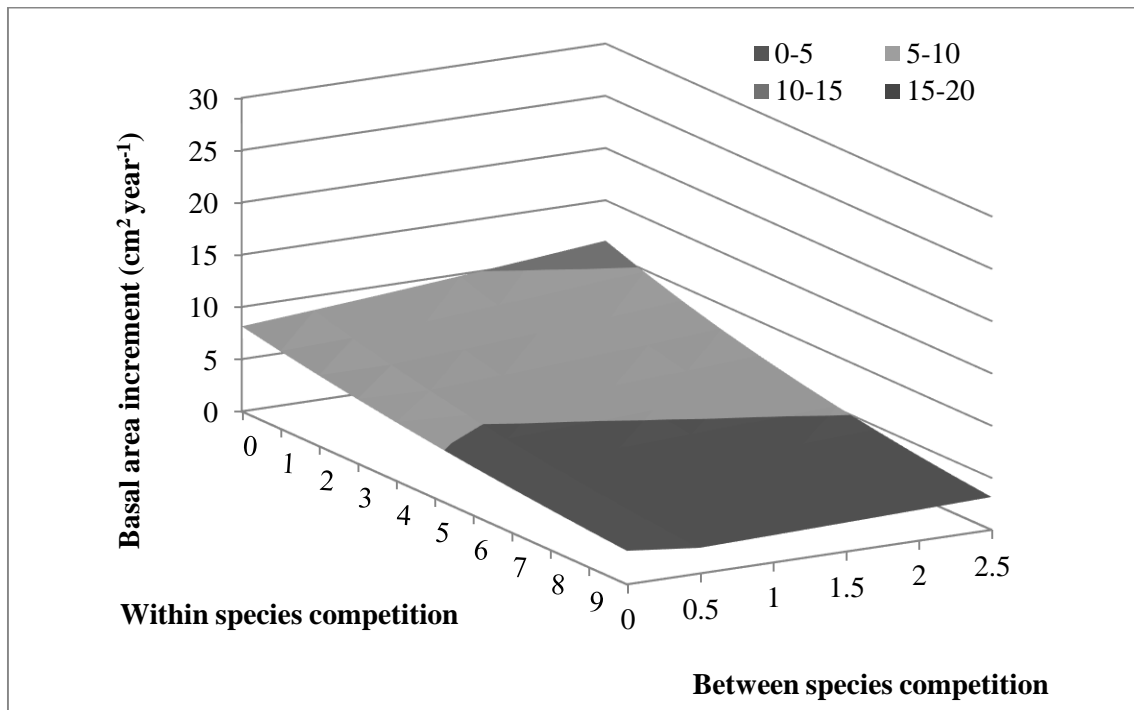 0-5 5-10
10-15 15-20
Basal area increment (cm² year⁻¹)
30
25
20
15
10
5
0
0 1 2 3 4 5 6 7 8 9
0 0.5 1 1.5 2 2.5
Within species competition
Between species competition